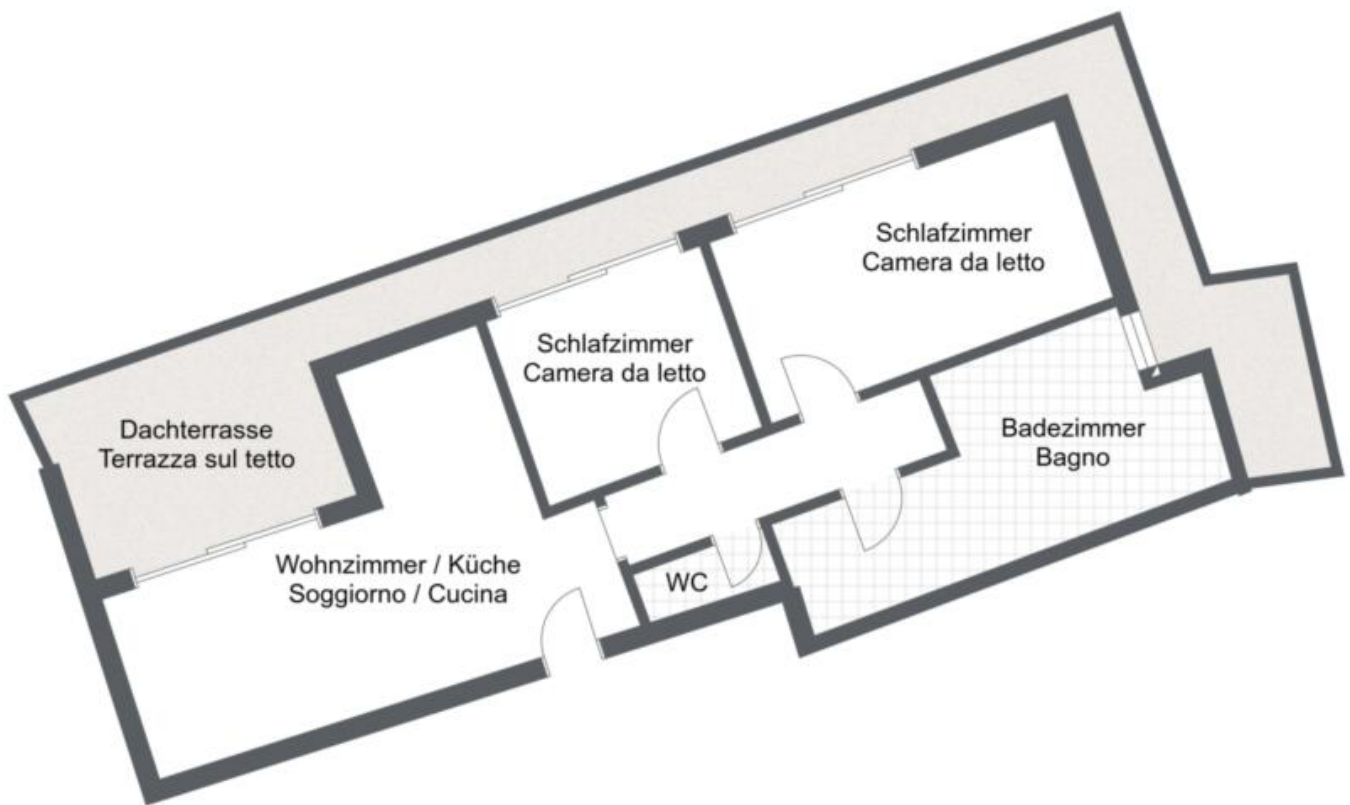 Schlafzimmer
Camera da letto
Schlafzimmer
Camera da letto
Dachterrasse
Terrazza sul tetto
Badezimmer
Bagno
Wohnzimmer / Küche
Soggiorno / Cucina
WC